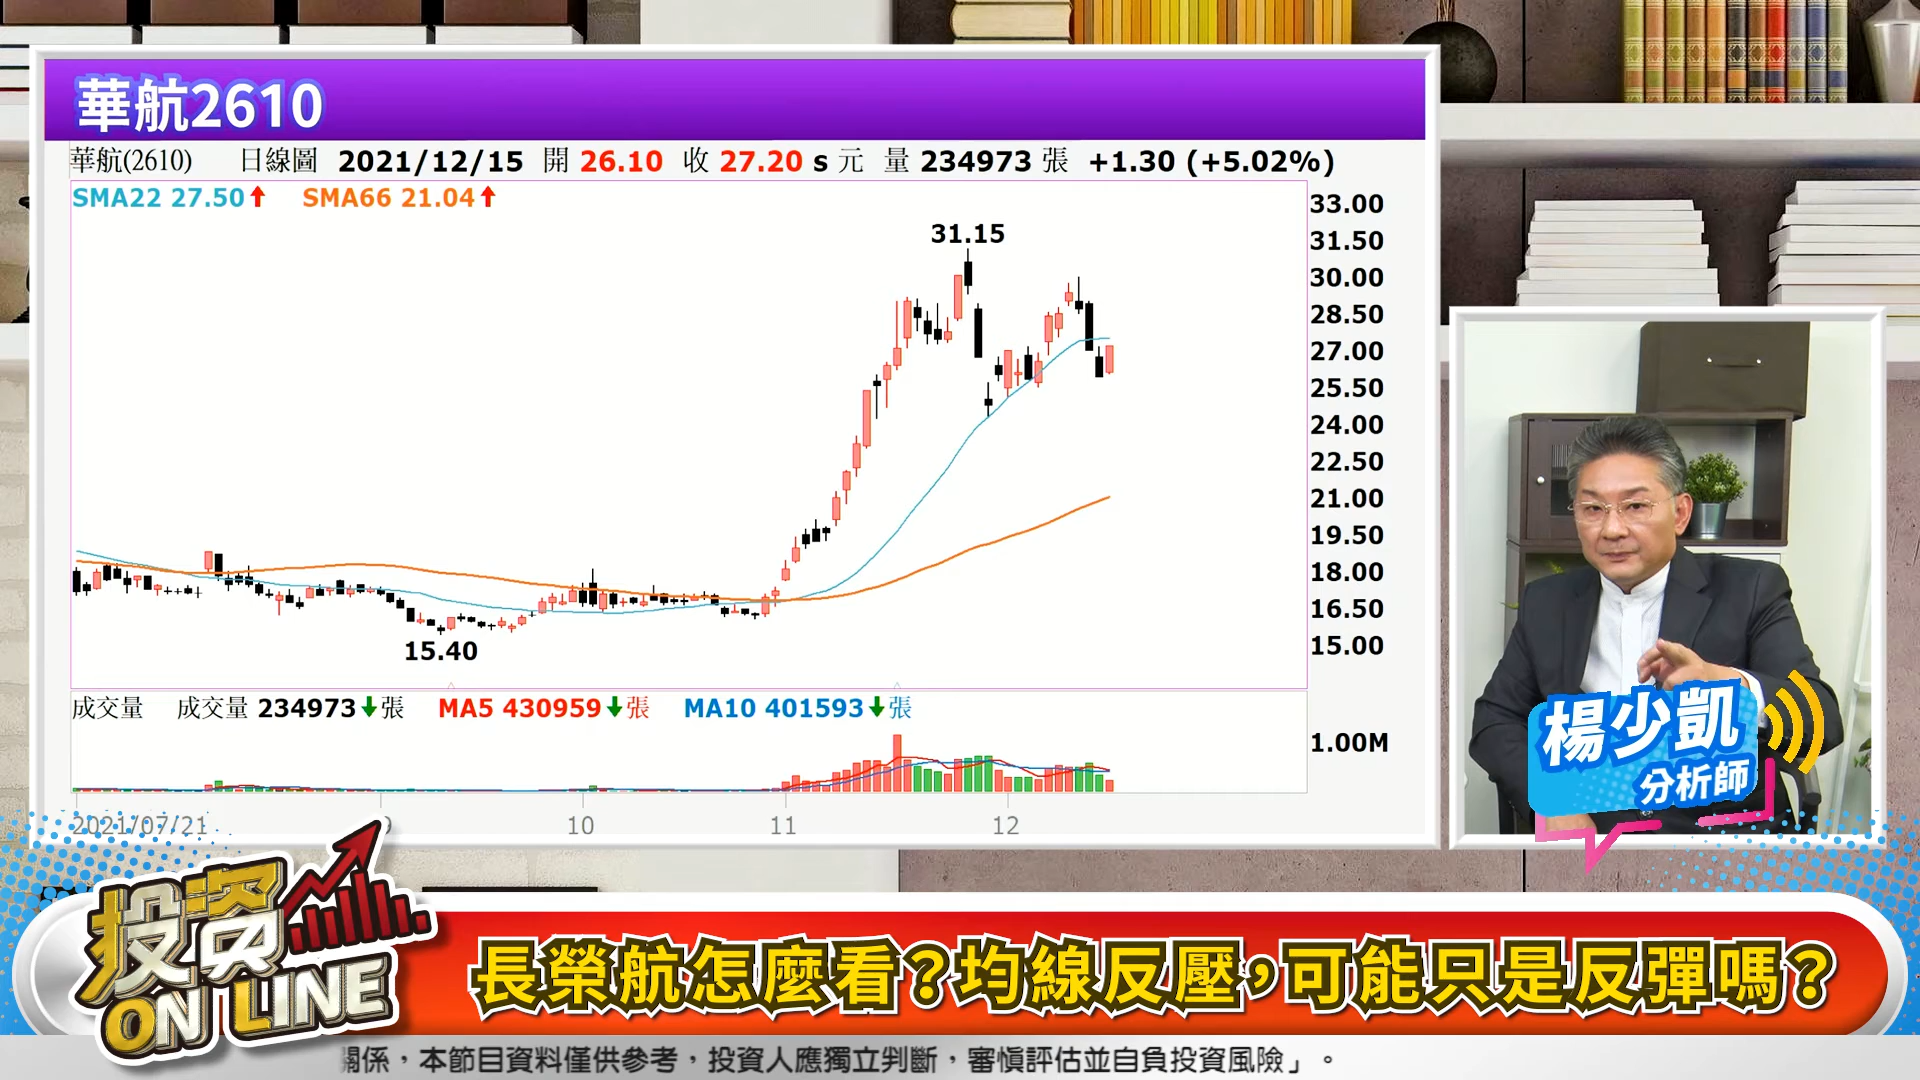 華航2610
華航(2610) 日線圖 2021/12/15 開 26.10 收 27.20 s 元 量 234973 張 +1.30 (+5.02%)
SMA22 27.50↑ SMA66 21.04↑
33.00
31.50
30.00
28.50
27.00
25.50
24.00
22.50
21.00
19.50
18.00
16.50
15.00
31.15
15.40
成交量 成交量 234973↓張 MA5 430959↓張 MA10 401593↓張
1.00M
2021/07/21 9 10 11 12
楊少凱
分析師
投資
ON LINE
長榮航怎麼看？均線反壓，可能只是反彈嗎？
關係，本節目資料僅供參考，投資人應獨立判斷，審慎評估並自負投資風險」。